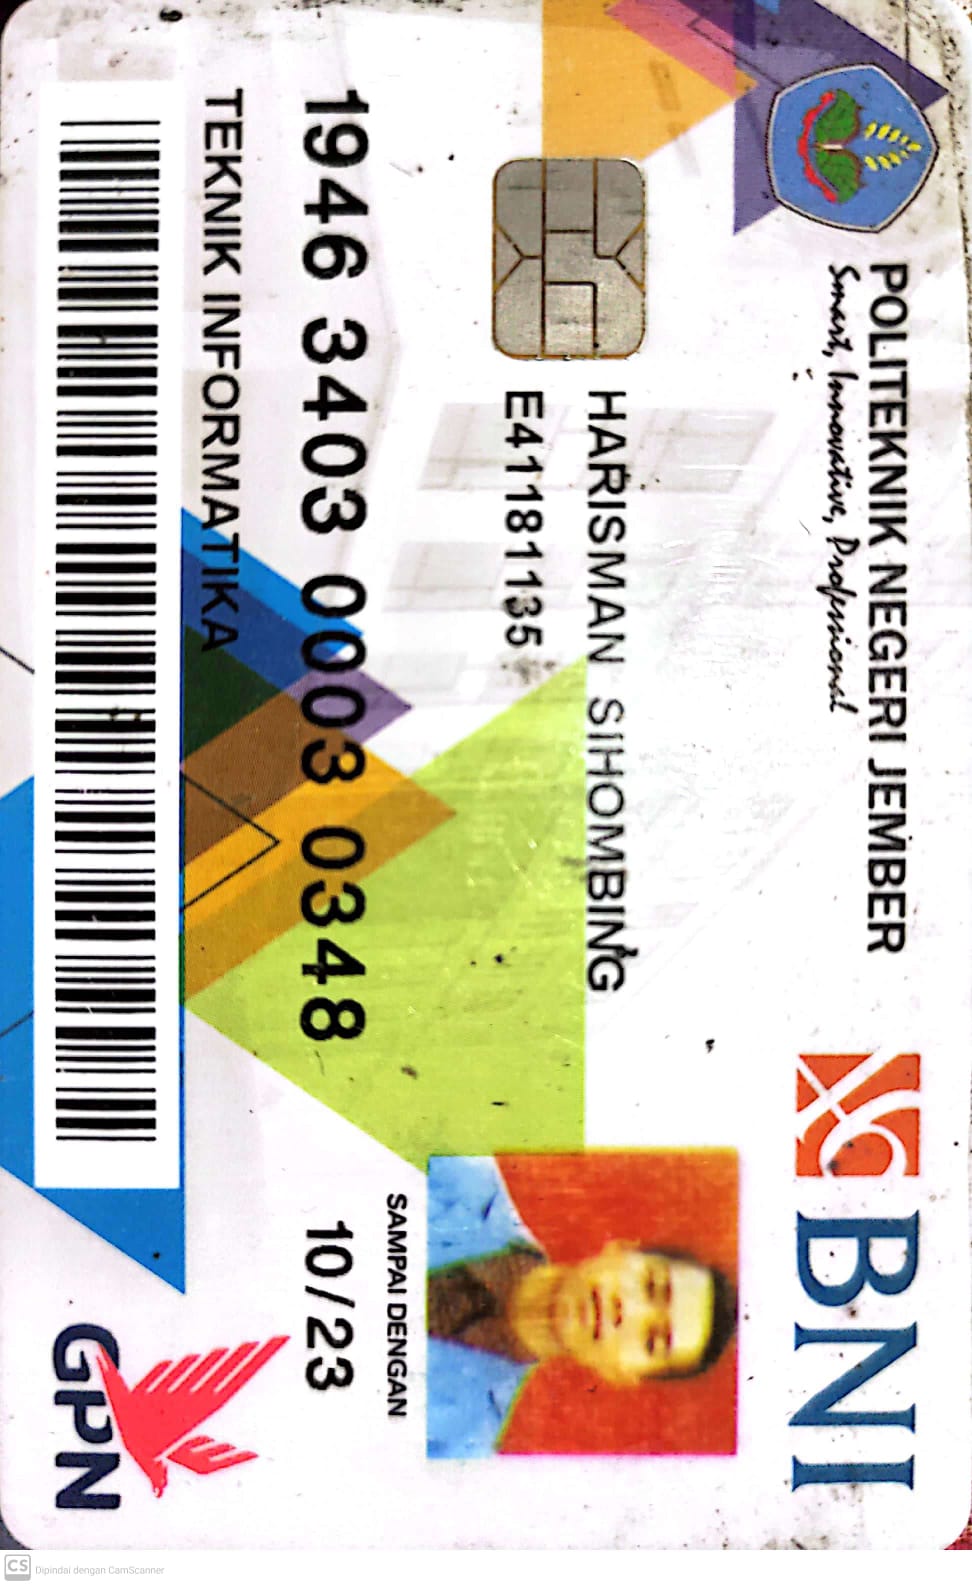 POLITEKNIK NEGERI JEMBER
Smart, Innovative, Professional
BNI
HARISMAN SIHOMBING
E41181135
SAMPAI DENGAN
1946 3403 0003 0348
10/23
TEKNIK INFORMATIKA
GPN
CS Dipindai dengan CamScanner